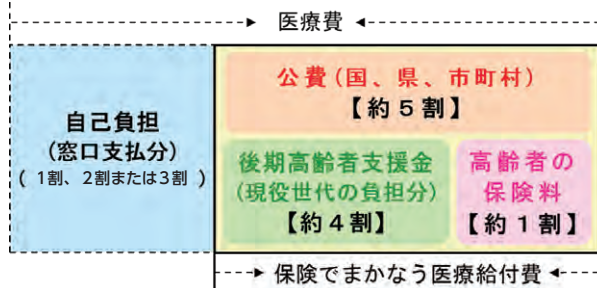 医療費
自己負担
(窓口支払分)
( 1割、2割または3割 )
公費(国、県、市町村)
【約5割】
後期高齢者支援金
(現役世代の負担分)
【約4割】
高齢者の
保険料
【約1割】
保険でまかなう医療給付費